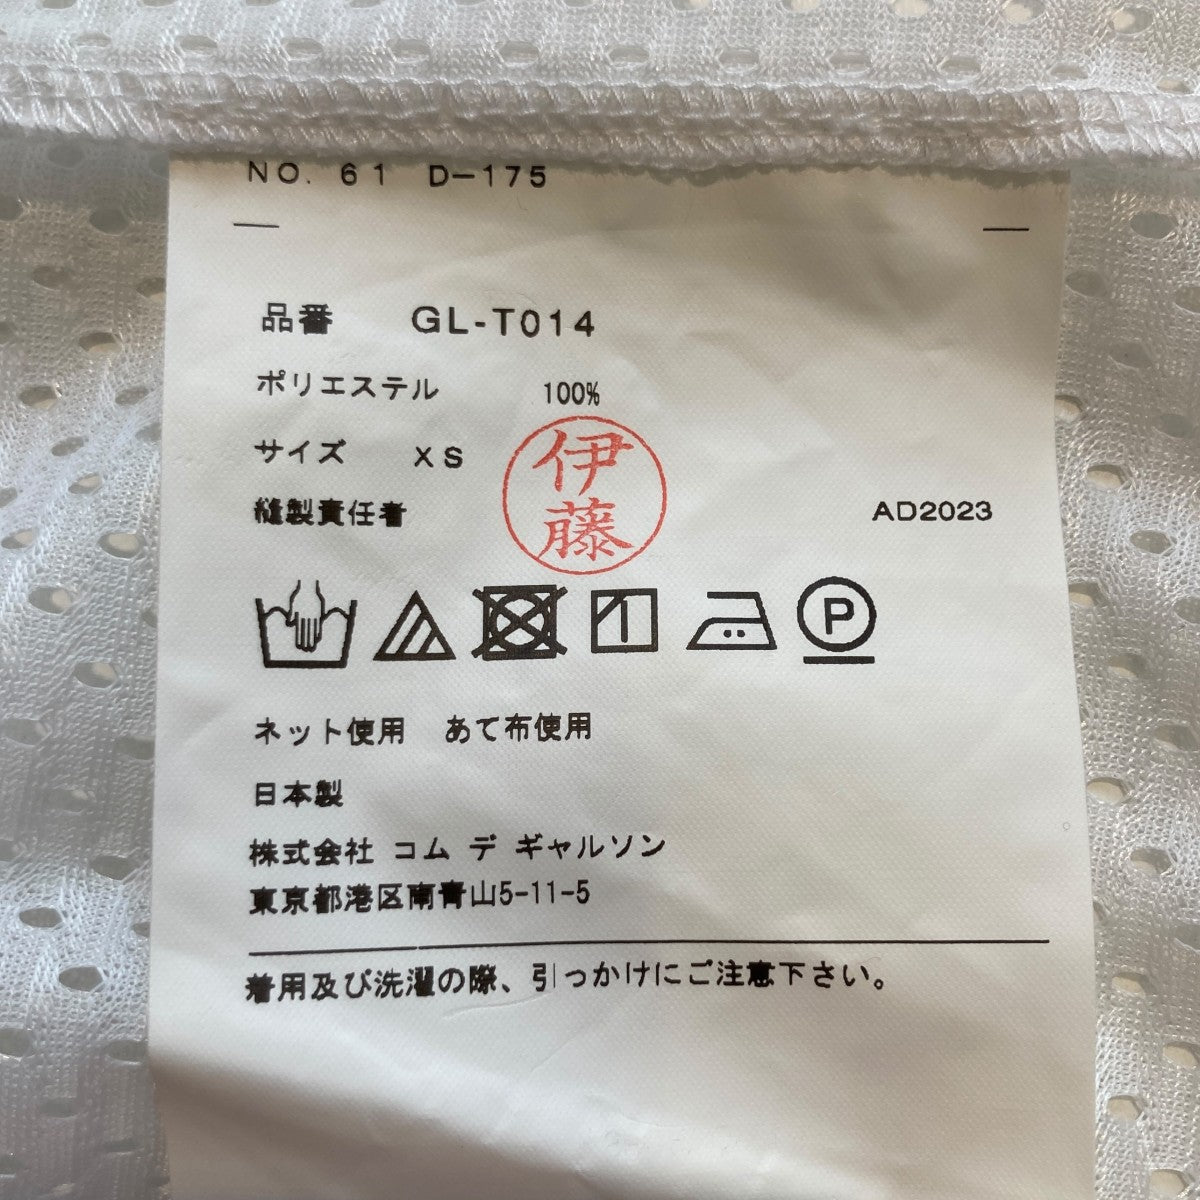 NO. 61 D-175
品番 GL-T014
ポリエステル 100%
サイズ XS
伊藤
縫製責任者
AD2023
P
ネット使用 あて布使用
日本製
株式会社 コム デ ギャルソン
東京都港区南青山5-11-5
着用及び洗濯の際、引っかけにご注意下さい。